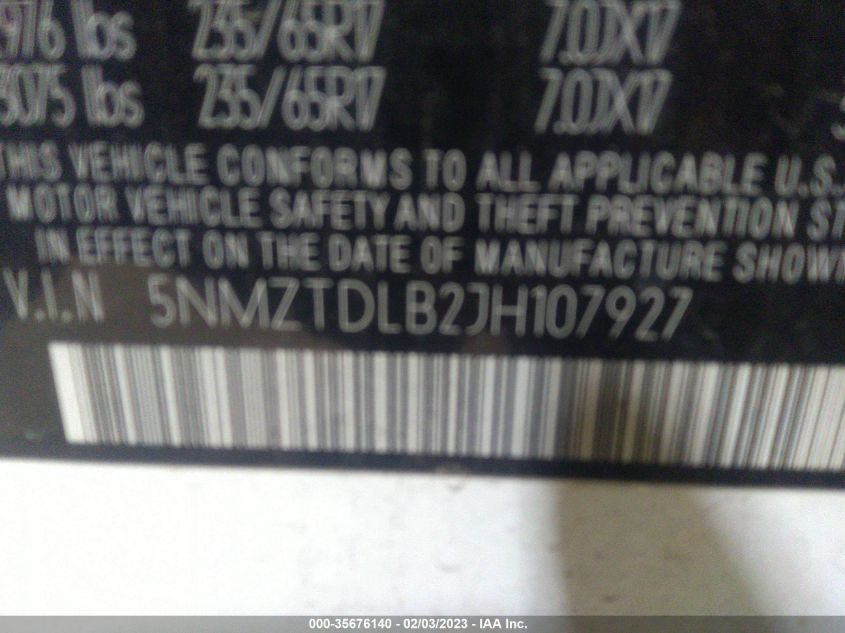 976 lbs 235/65R17 7.0JX17
3075 lbs 235/65R17 7.0JX17
THIS VEHICLE CONFORMS TO ALL APPLICABLE U.S.
MOTOR VEHICLE SAFETY AND THEFT PREVENTION ST
IN EFFECT ON THE DATE OF MANUFACTURE SHOWN
V.I.N 5NMZTDLB2JH107927
000-35676140 - 02/03/2023 - IAA Inc.